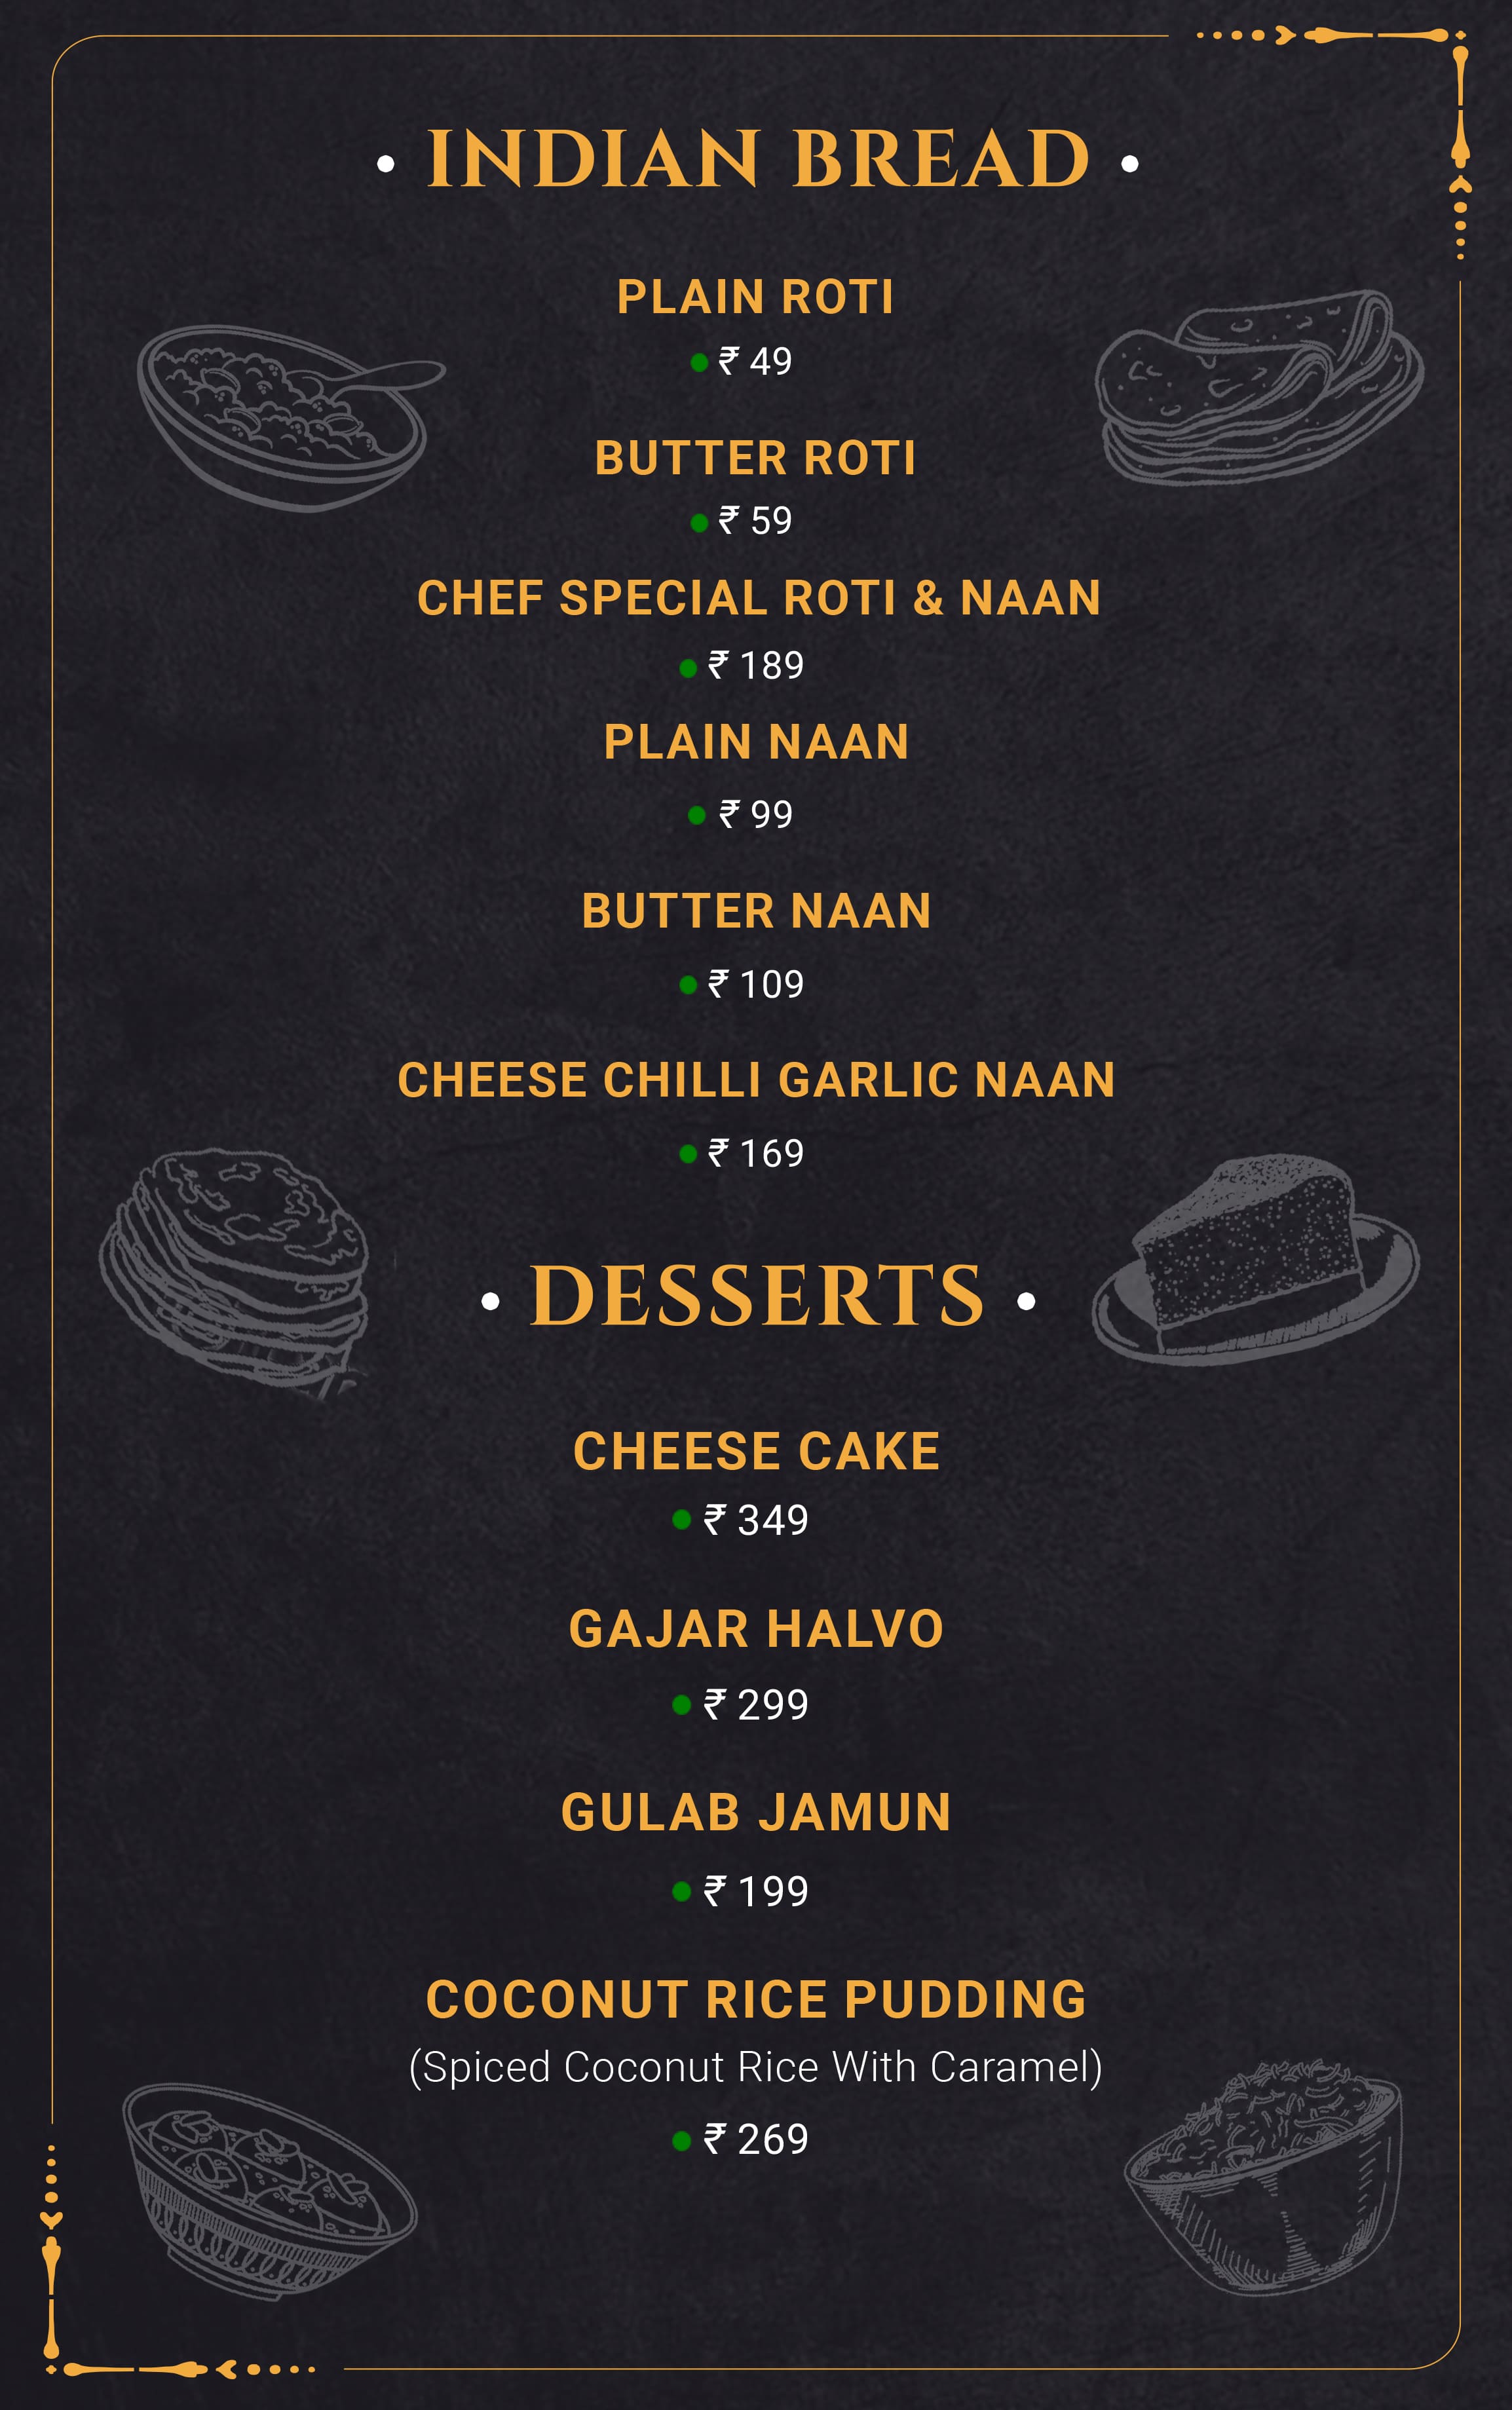 • INDIAN BREAD •
PLAIN ROTI
₹ 49
BUTTER ROTI
₹ 59
CHEF SPECIAL ROTI & NAAN
₹ 189
PLAIN NAAN
₹ 99
BUTTER NAAN
₹ 109
CHEESE CHILLI GARLIC NAAN
₹ 169
• DESSERTS •
CHEESE CAKE
₹ 349
GAJAR HALVO
₹ 299
GULAB JAMUN
₹ 199
COCONUT RICE PUDDING
(Spiced Coconut Rice With Caramel)
₹ 269